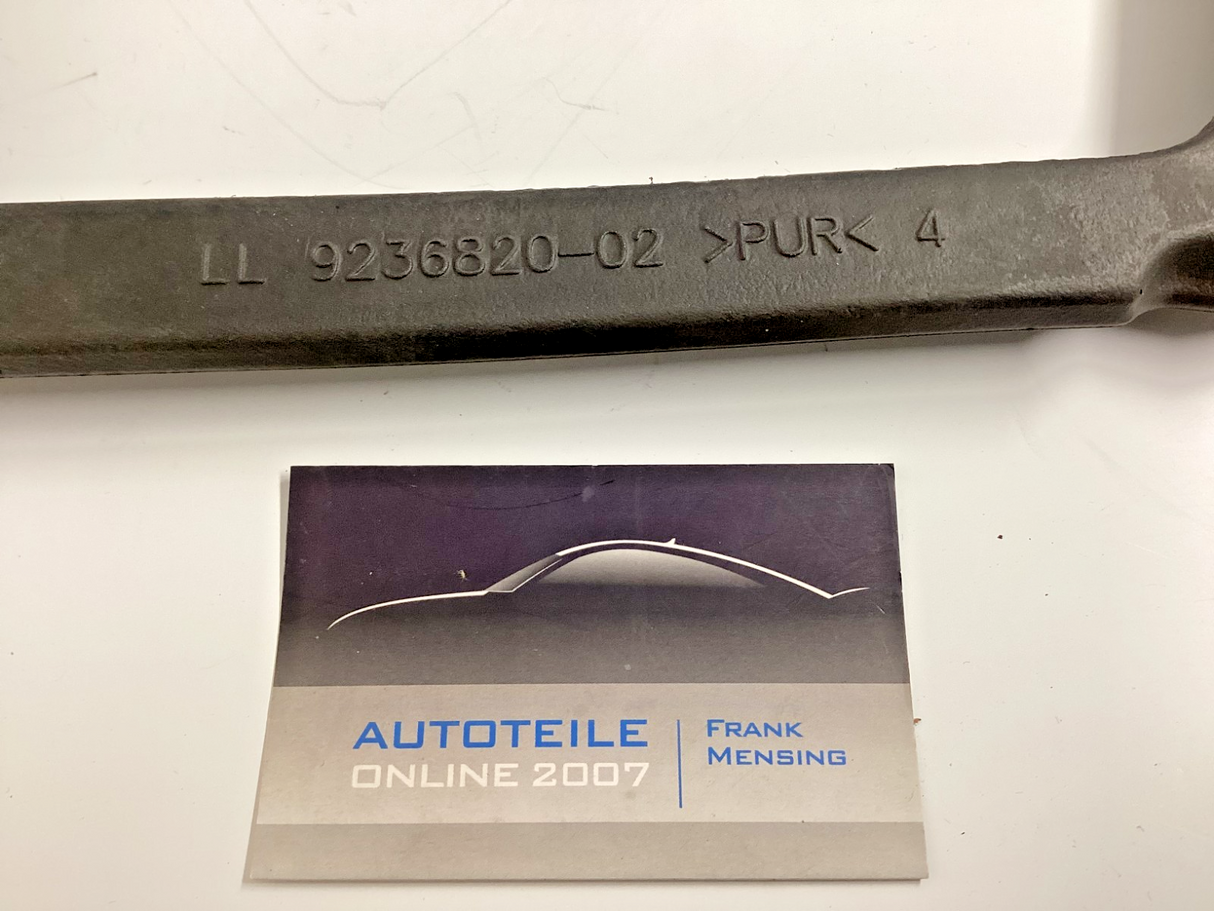 LL 9236820-02 >PUR< 4
AUTOTEILE
ONLINE 2007
FRANK
MENSING